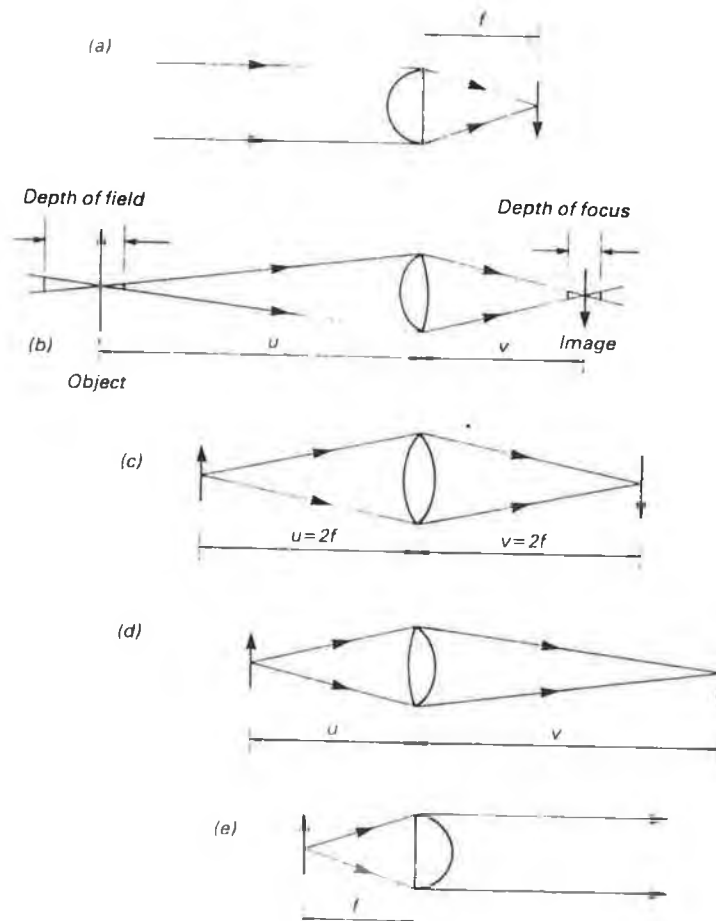 f
(a)
Depth of field
Depth of focus
(b)
u
v
Image
Object
(c)
u=2f
v=2f
(d)
u
v
(e)
f